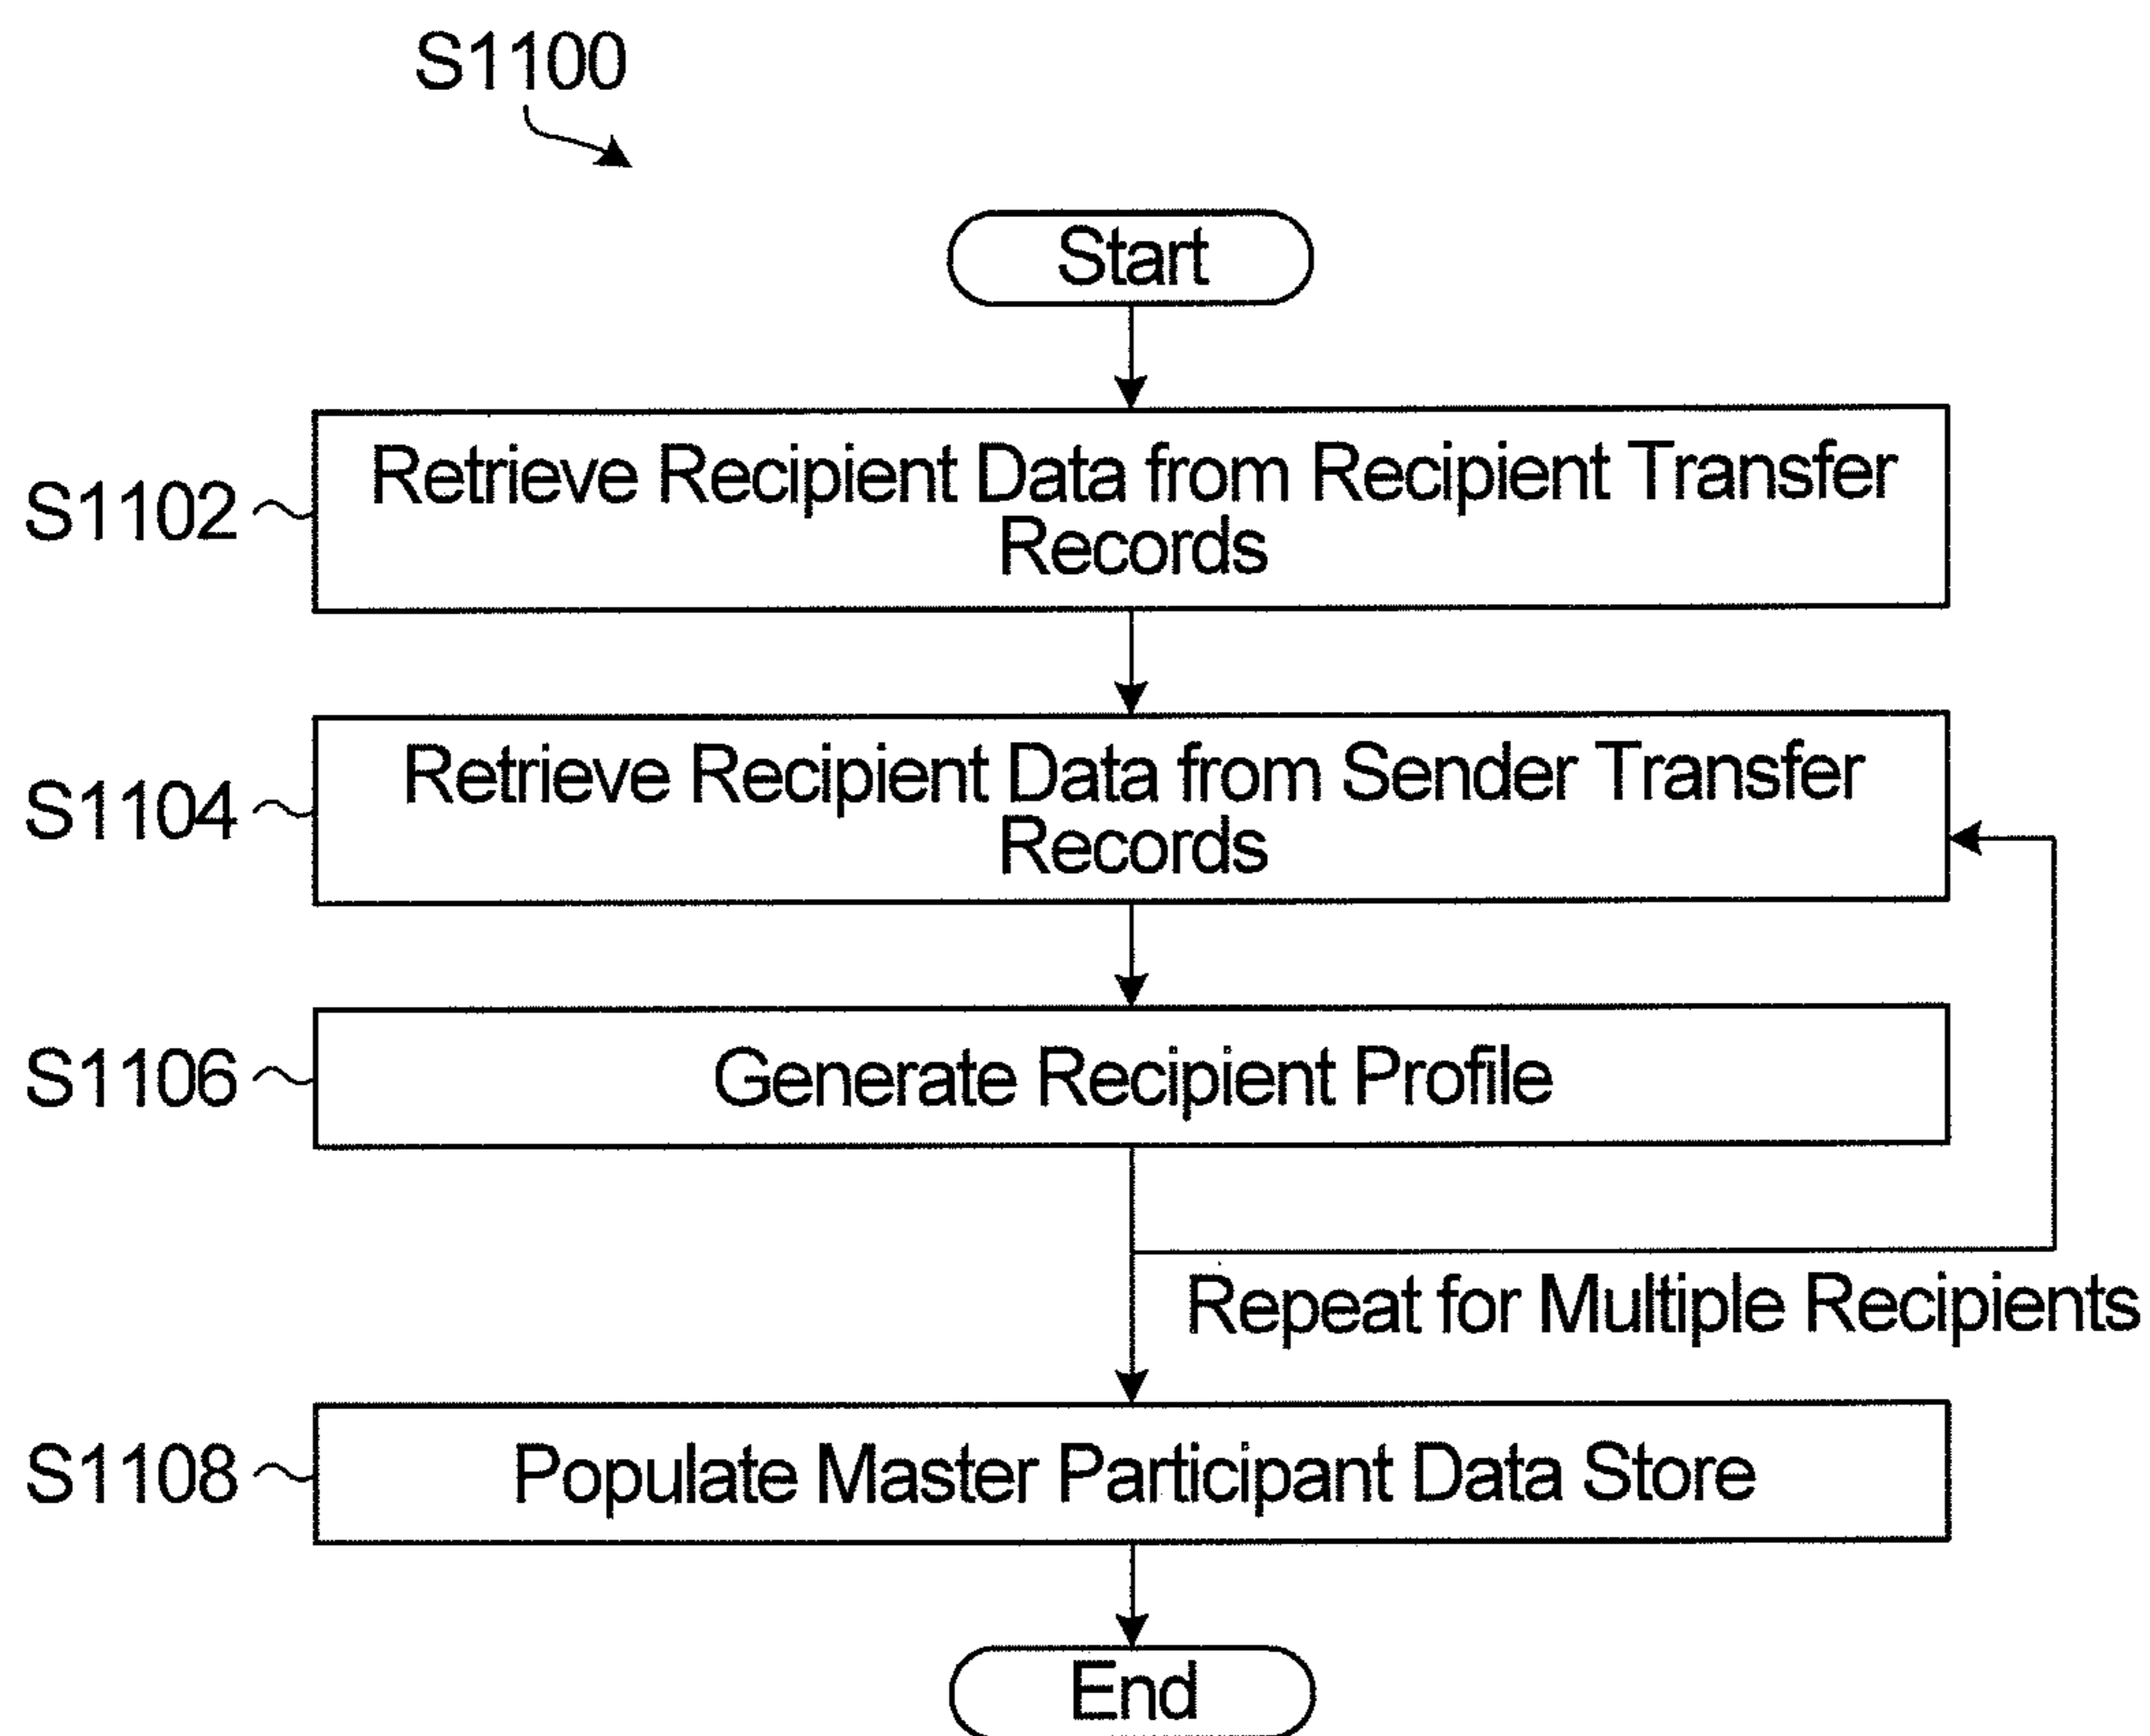 S1100
Start
S1102
Retrieve Recipient Data from Recipient Transfer
Records
S1104
Retrieve Recipient Data from Sender Transfer
Records
S1106
Generate Recipient Profile
Repeat for Multiple Recipients
S1108
Populate Master Participant Data Store
End